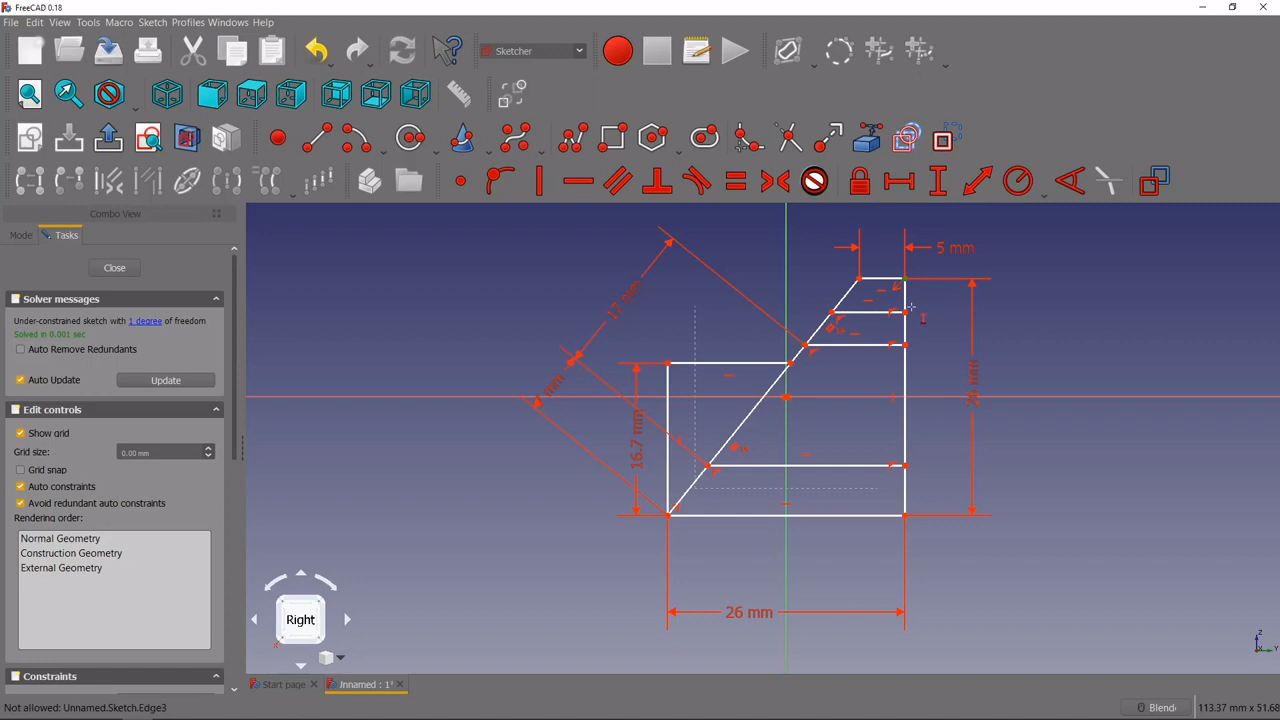 FreeCAD 0.18
File Edit View Tools Macro Sketch Profiles Windows Help
Sketcher
Combo View
Mode Tasks
Close
Solver messages
Under-constrained sketch with 1 degree of freedom
Solved in 0.001 sec
Auto Remove Redundants
Auto Update Update
Edit controls
Show grid
Grid size: 0.00 mm
Grid snap
Auto constraints
Avoid redundant auto constraints
Rendering order:
Normal Geometry
Construction Geometry
External Geometry
Constraints
5 mm
17 mm
16.7 mm
26 mm
Right
Start page Unnamed : 1*
Not allowed: Unnamed.Sketch.Edge3
Blende
113.37 mm x 51.68